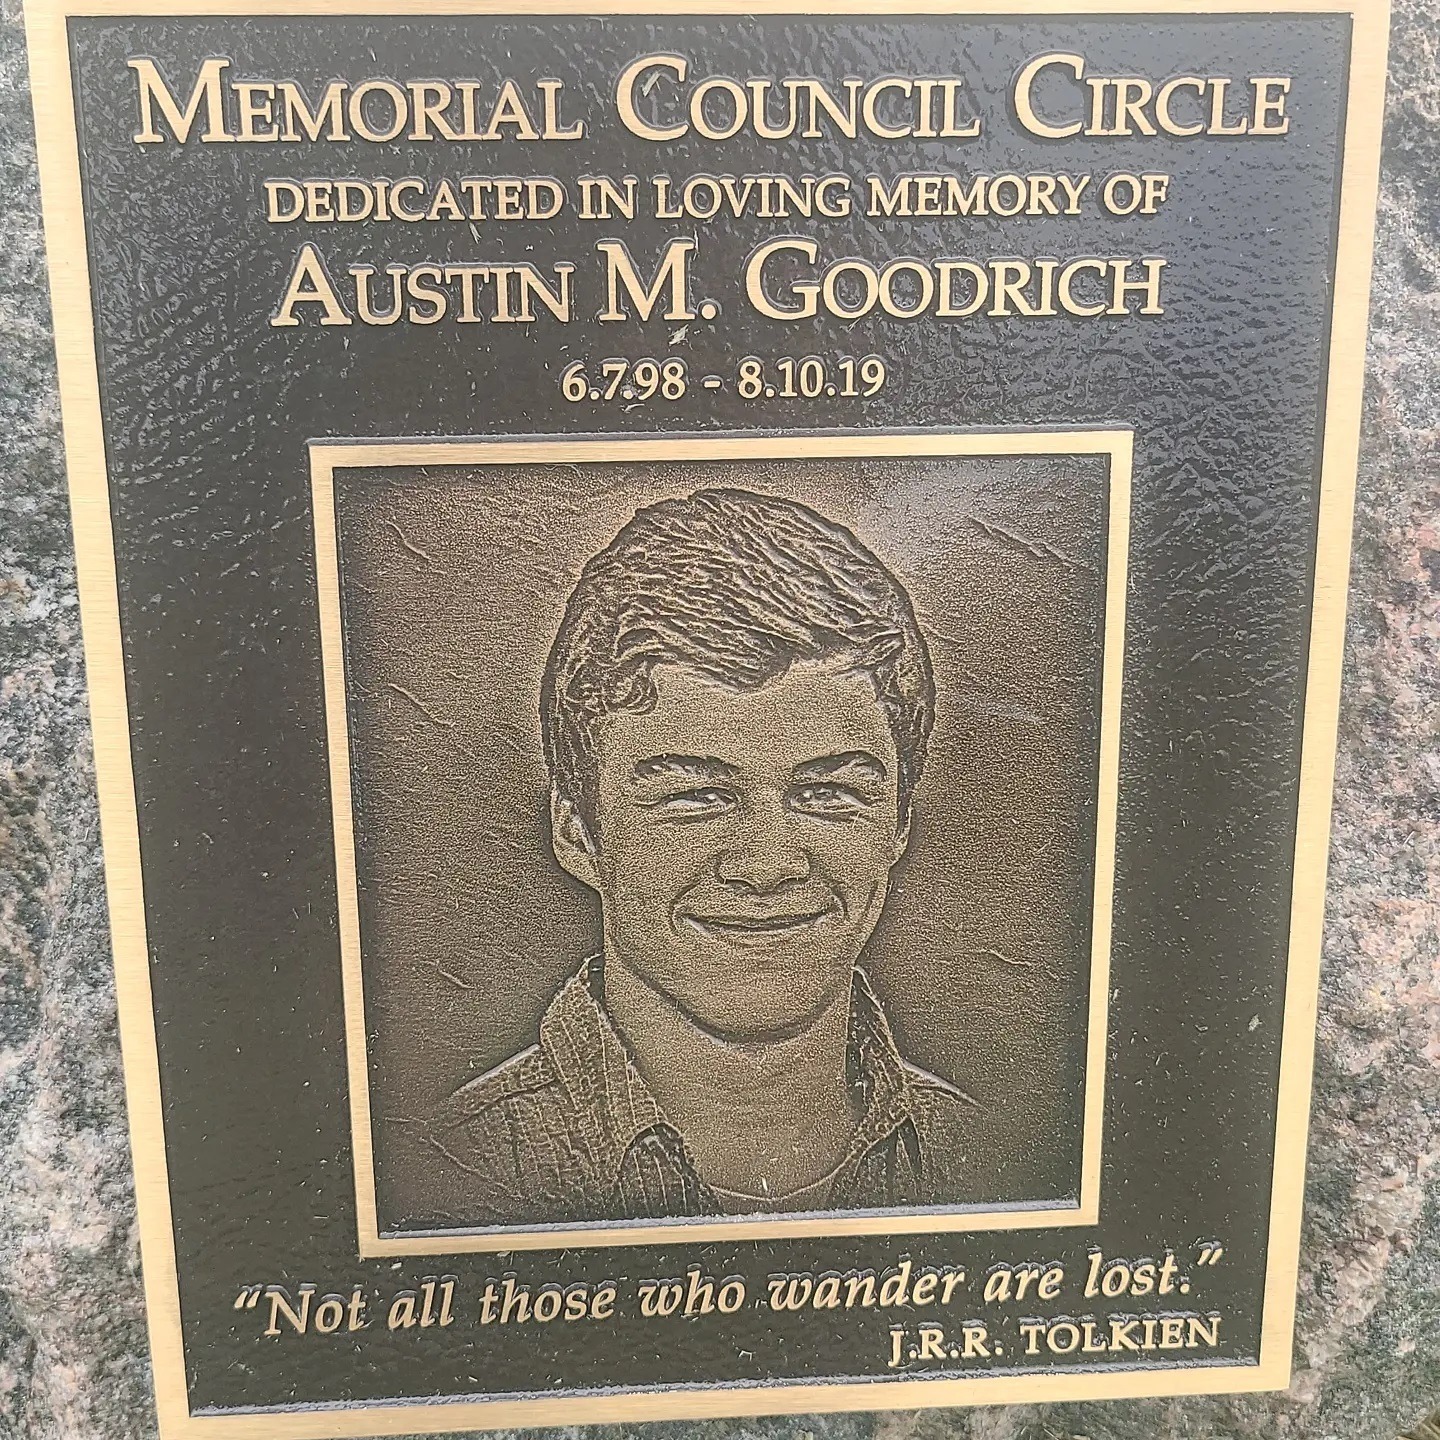 MEMORIAL COUNCIL CIRCLE
DEDICATED IN LOVING MEMORY OF
AUSTIN M. GOODRICH
6.7.98 - 8.10.19
“Not all those who wander are lost.”
J.R.R. TOLKIEN